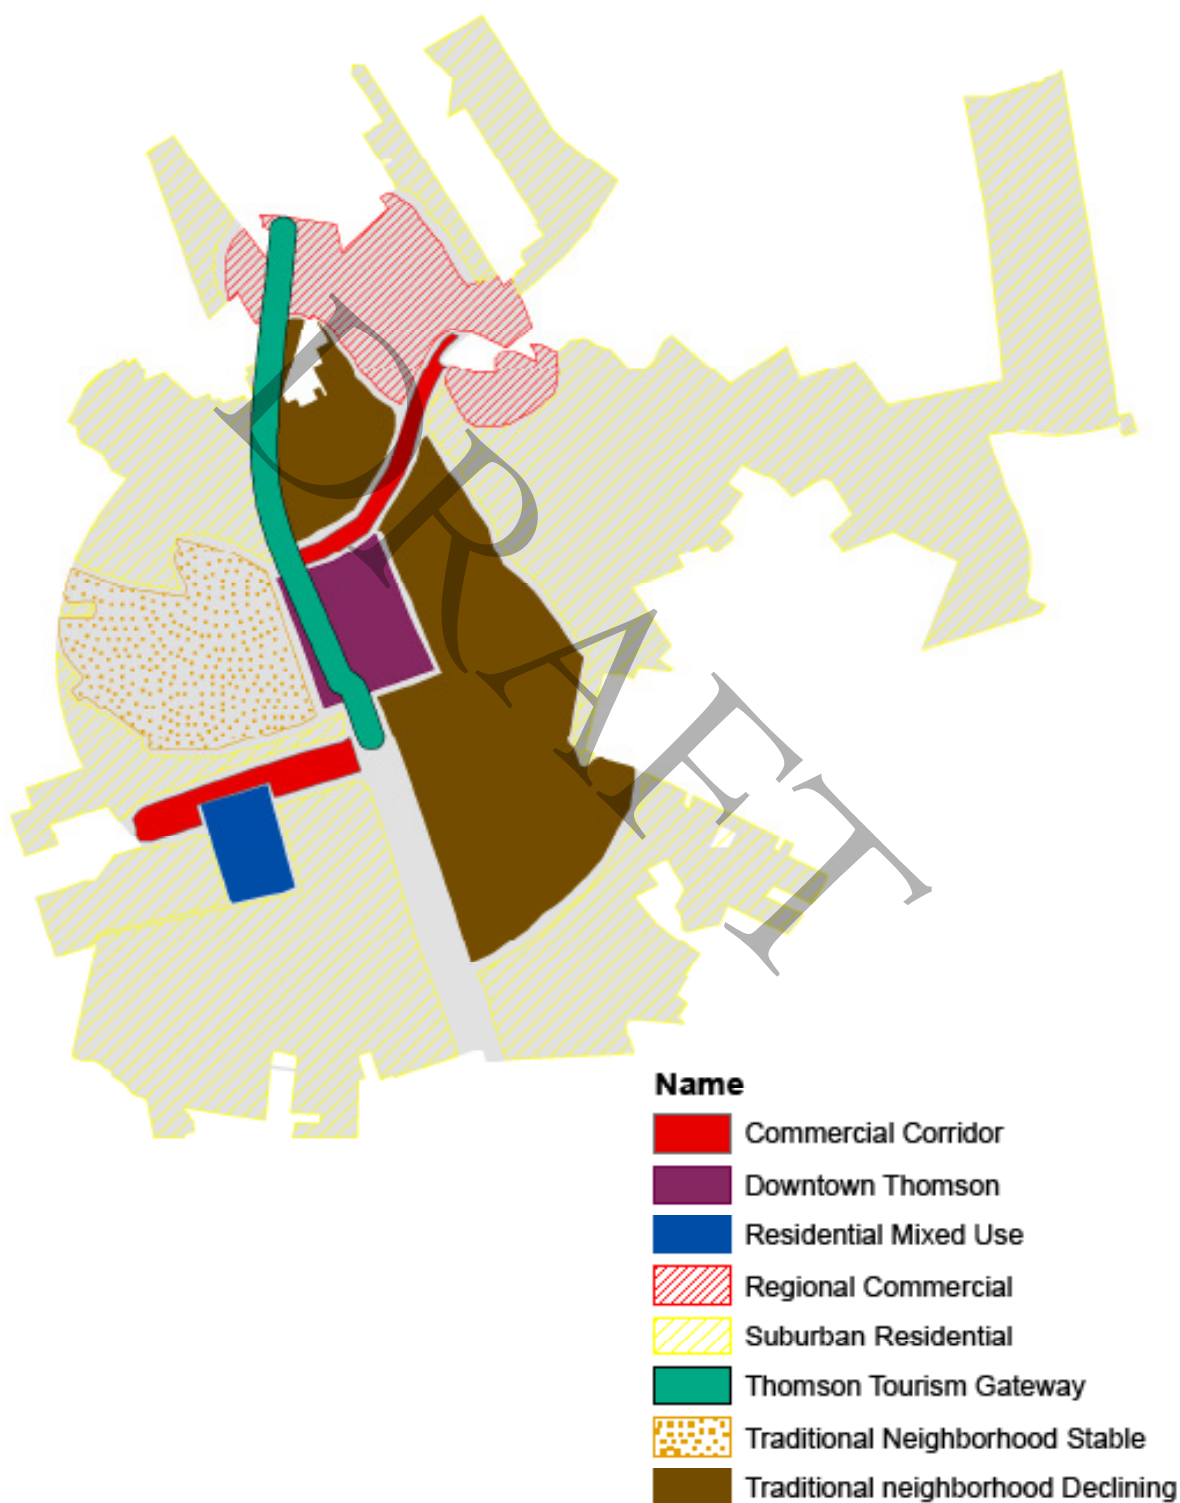 DRAFT
Name
Commercial Corridor
Downtown Thomson
Residential Mixed Use
Regional Commercial
Suburban Residential
Thomson Tourism Gateway
Traditional Neighborhood Stable
Traditional neighborhood Declining